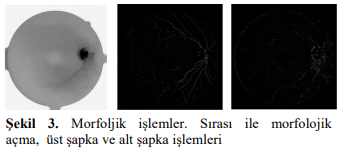 Şekil 3. Morfoljik işlemler. Sırası ile morfolojik
açma, üst şapka ve alt şapka işlemleri